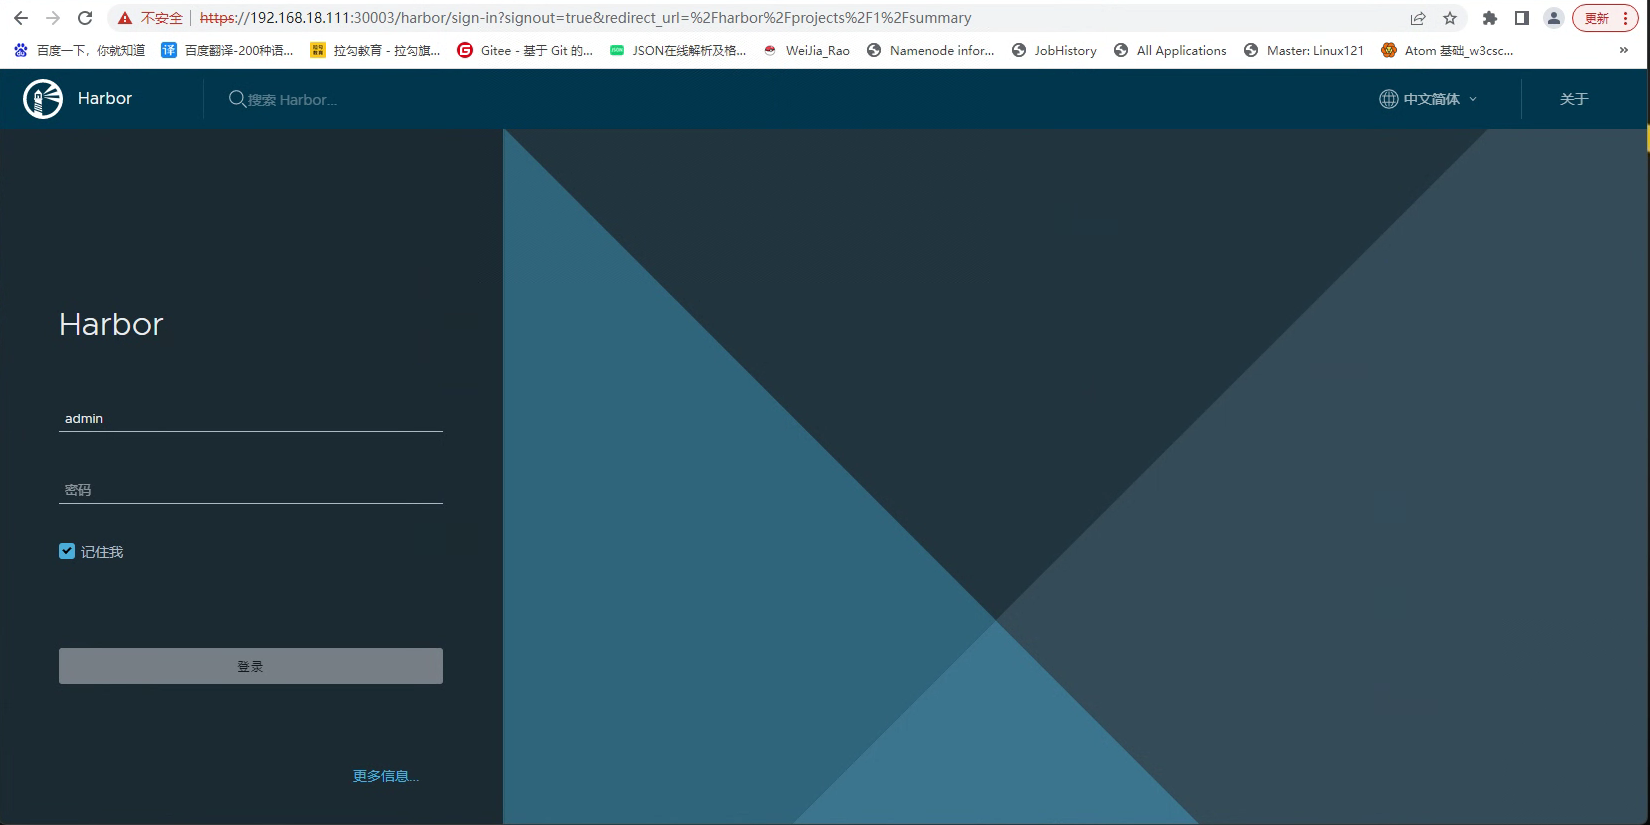 不安全 https://192.168.18.111:30003/harbor/sign-in?signout=true&redirect_url=%2Fharbor%2Fprojects%2F1%2Fsummary 更新
百度一下，你就知道 译 百度翻译-200种语... 拉勾教育 拉勾教育 - 拉勾旗... G Gitee - 基于 Git 的... JSON在线解析及格... WeiJia_Rao Namenode infor... JobHistory All Applications Master: Linux121 Atom 基础_w3csc... »
Harbor 搜索 Harbor... 中文简体 关于
Harbor
admin
密码
记住我
登录
更多信息...